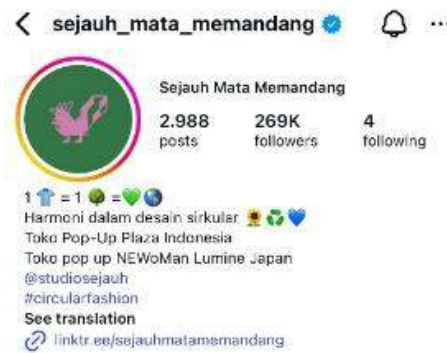 sejauh_mata_memandang
Sejauh Mata Memandang
2.988 269K 4
posts followers following
1 👕 = 1 🌳 = 💚 🌎
Harmoni dalam desain sirkular 🌻 ♻️ 💙
Toko Pop-Up Plaza Indonesia
Toko pop up NEWoMan Lumine Japan
@studiosejauh
#circularfashion
See translation
linktr.ee/sejauhmatamemandang